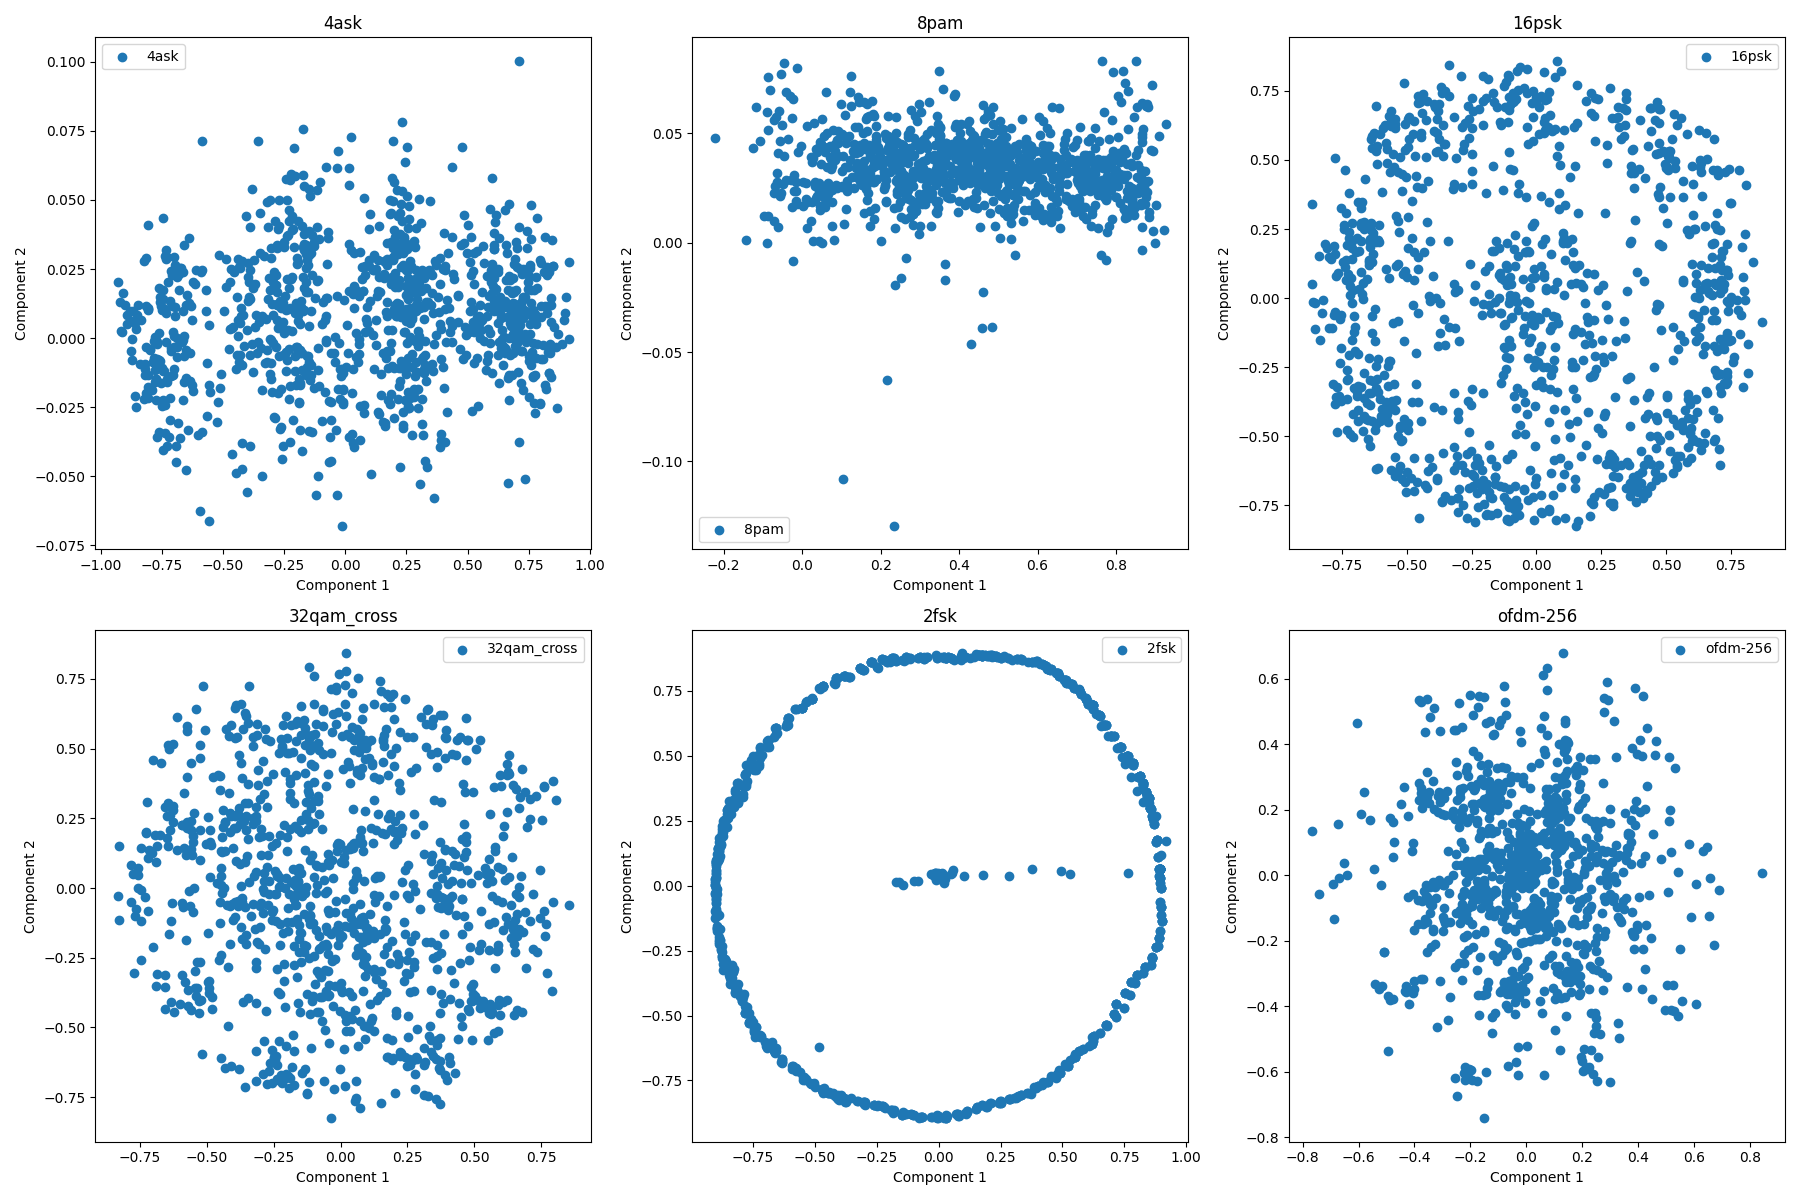 4ask
4ask
0.100
0.075
0.050
0.025
0.000
−0.025
−0.050
−0.075
Component 2
−1.00 −0.75 −0.50 −0.25 0.00 0.25 0.50 0.75 1.00
Component 1
8pam
0.05
0.00
−0.05
−0.10
Component 2
8pam
−0.2 0.0 0.2 0.4 0.6 0.8
Component 1
16psk
16psk
0.75
0.50
0.25
0.00
−0.25
−0.50
−0.75
Component 2
−0.75 −0.50 −0.25 0.00 0.25 0.50 0.75
Component 1
32qam_cross
32qam_cross
0.75
0.50
0.25
0.00
−0.25
−0.50
−0.75
Component 2
−0.75 −0.50 −0.25 0.00 0.25 0.50 0.75
Component 1
2fsk
2fsk
0.75
0.50
0.25
0.00
−0.25
−0.50
−0.75
Component 2
−0.75 −0.50 −0.25 0.00 0.25 0.50 0.75 1.00
Component 1
ofdm-256
ofdm-256
0.6
0.4
0.2
0.0
−0.2
−0.4
−0.6
−0.8
Component 2
−0.8 −0.6 −0.4 −0.2 0.0 0.2 0.4 0.6 0.8
Component 1